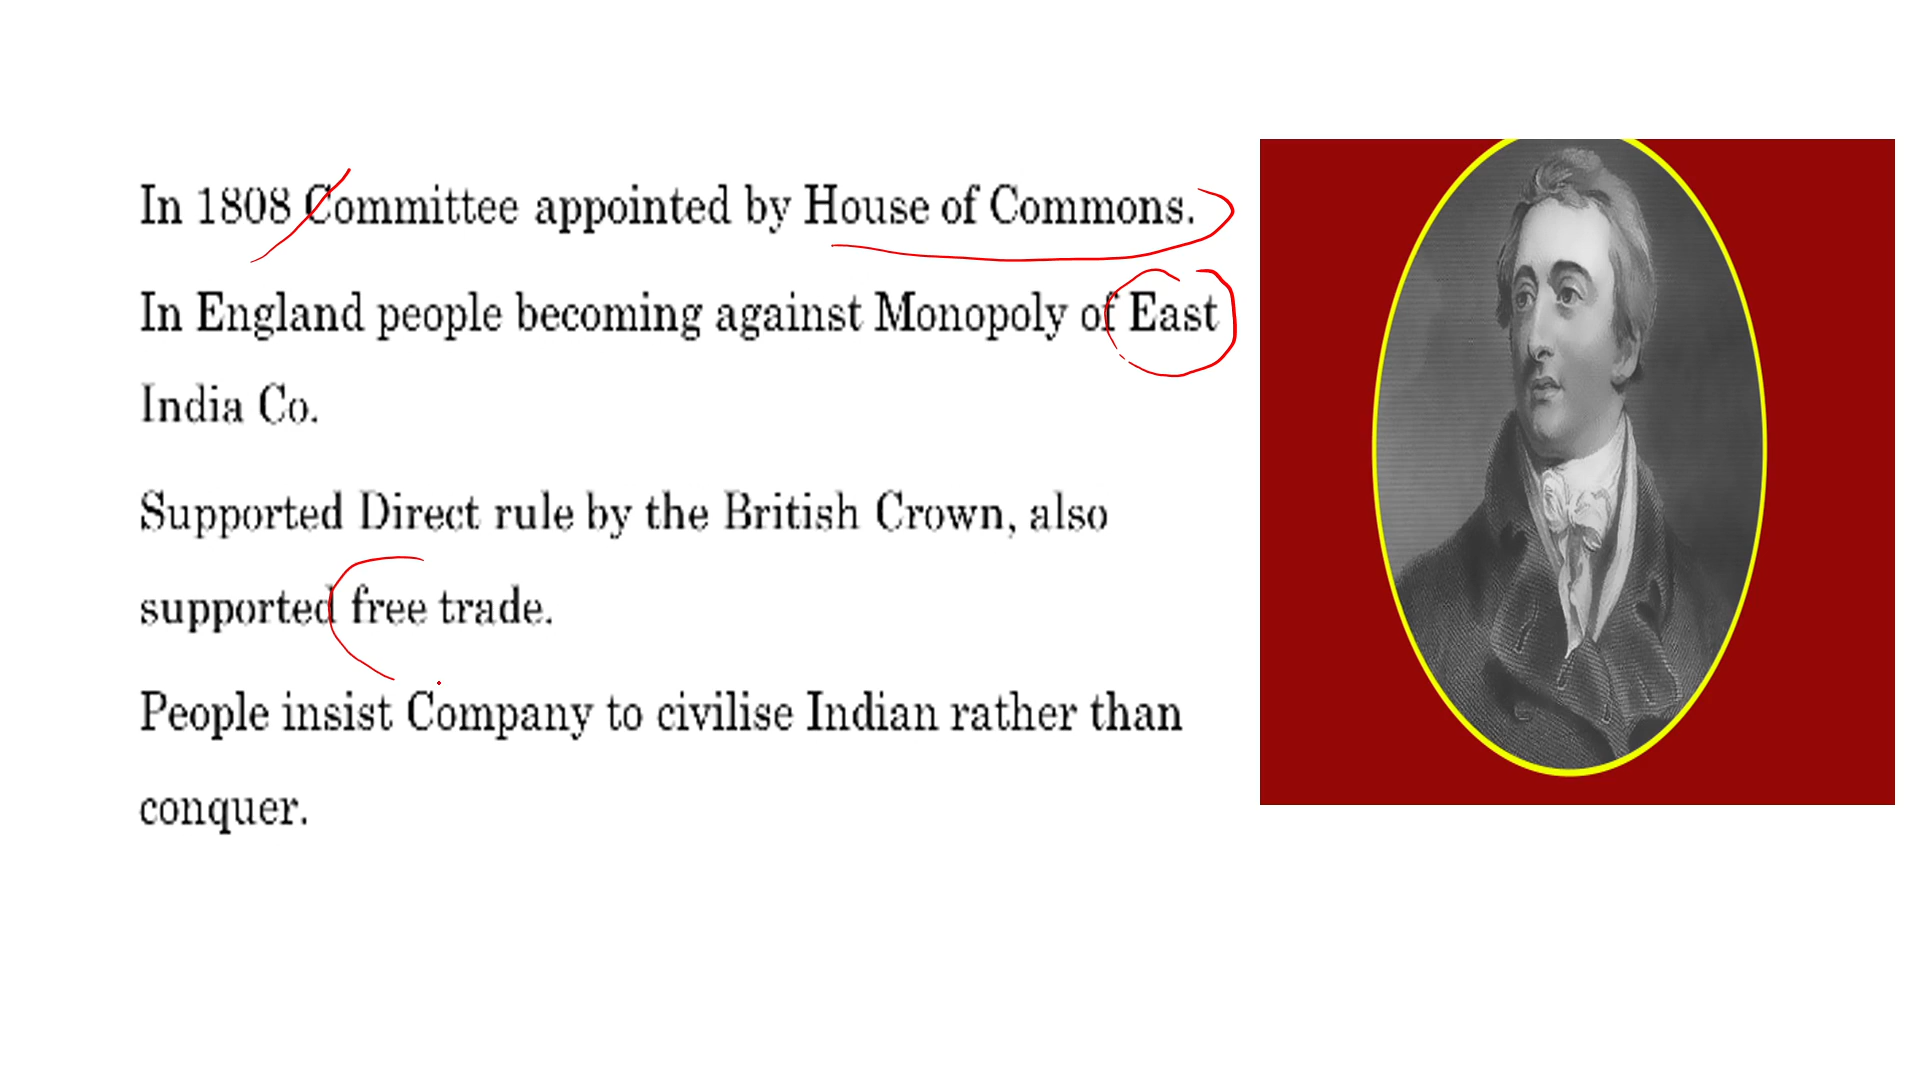 In 1808 Committee appointed by House of Commons.
In England people becoming against Monopoly of East
India Co.
Supported Direct rule by the British Crown, also
supported free trade.
People insist Company to civilise Indian rather than
conquer.